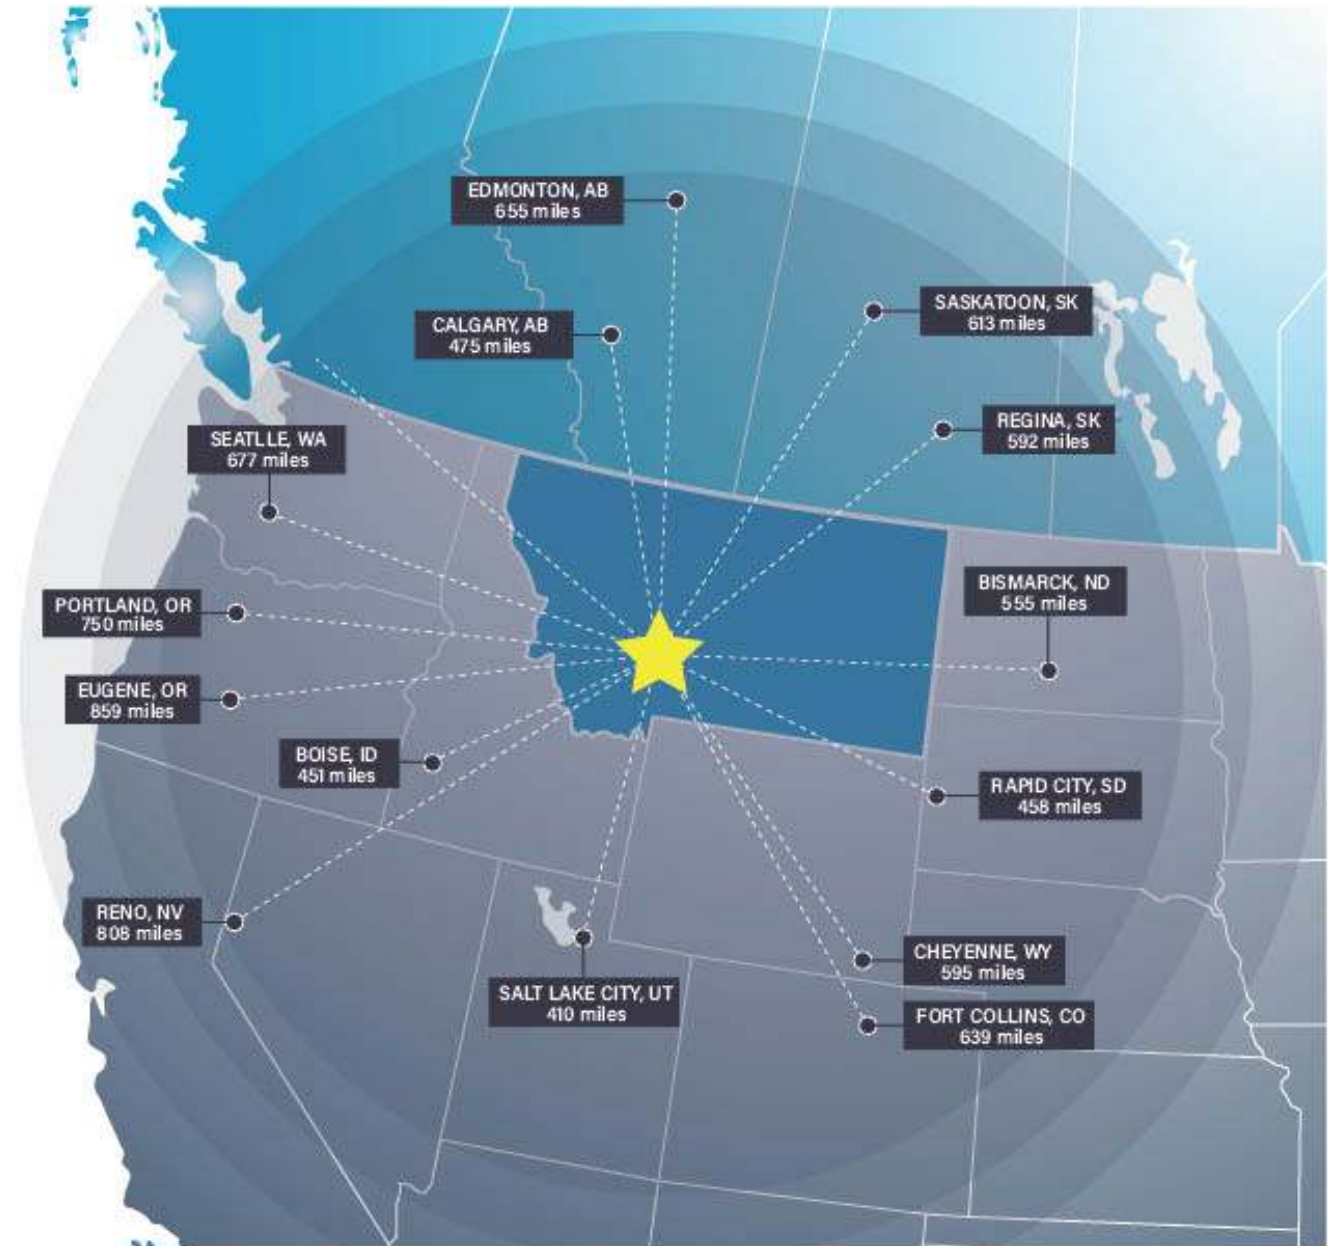 EDMONTON, AB
655 miles
SASKATOON, SK
613 miles
CALGARY, AB
475 miles
REGINA, SK
592 miles
SEATLLE, WA
677 miles
BISMARCK, ND
555 miles
PORTLAND, OR
750 miles
EUGENE, OR
859 miles
BOISE, ID
451 miles
RAPID CITY, SD
458 miles
RENO, NV
808 miles
CHEYENNE, WY
595 miles
SALT LAKE CITY, UT
410 miles
FORT COLLINS, CO
639 miles